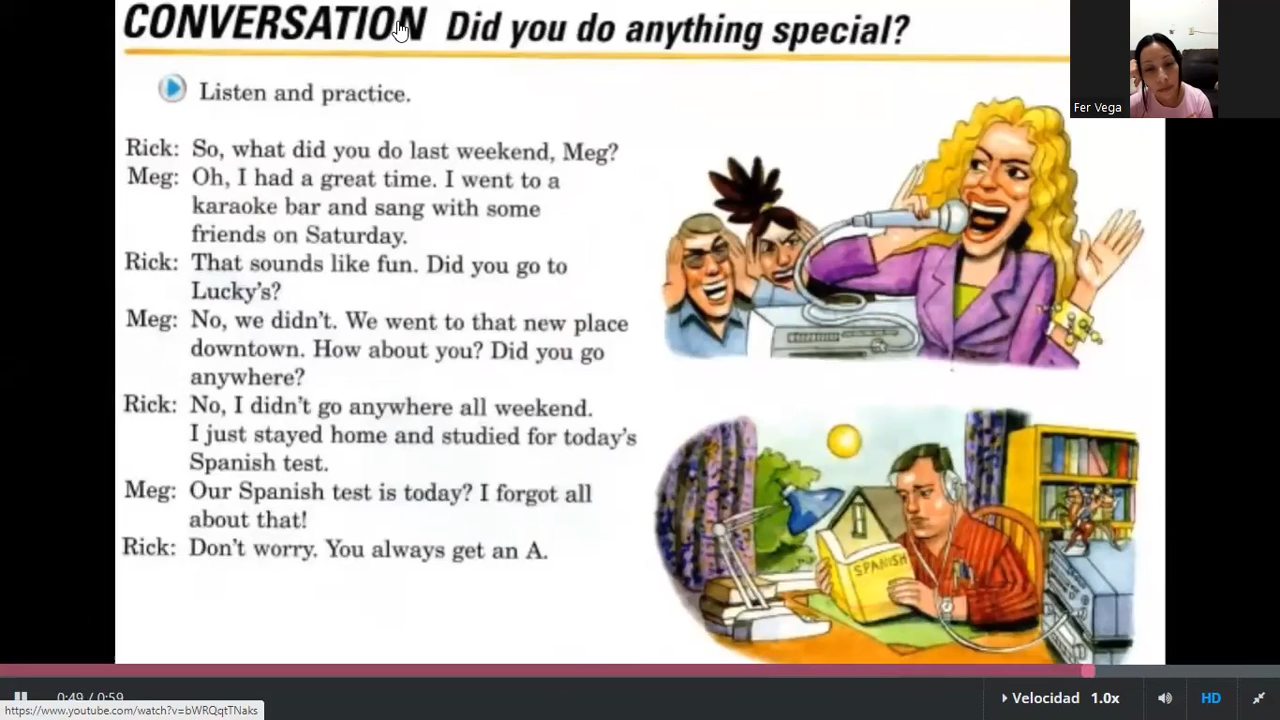 CONVERSATION Did you do anything special?
Fer Vega
Listen and practice.
Rick: So, what did you do last weekend, Meg?
Meg: Oh, I had a great time. I went to a
karaoke bar and sang with some
friends on Saturday.
Rick: That sounds like fun. Did you go to
Lucky's?
Meg: No, we didn't. We went to that new place
downtown. How about you? Did you go
anywhere?
Rick: No, I didn't go anywhere all weekend.
I just stayed home and studied for today's
Spanish test.
Meg: Our Spanish test is today? I forgot all
about that!
Rick: Don't worry. You always get an A.
SPANISH
0:49 / 0:59
Velocidad 1.0x
HD
https://www.youtube.com/watch?v=bWRQqtTNaks